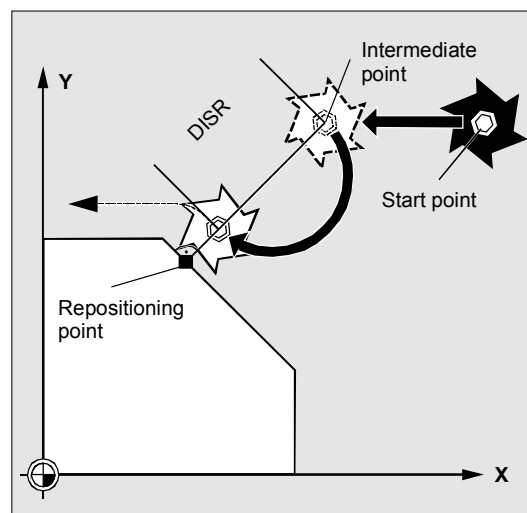 Intermediate
point
Y
DISR
Start point
Repositioning
point
X